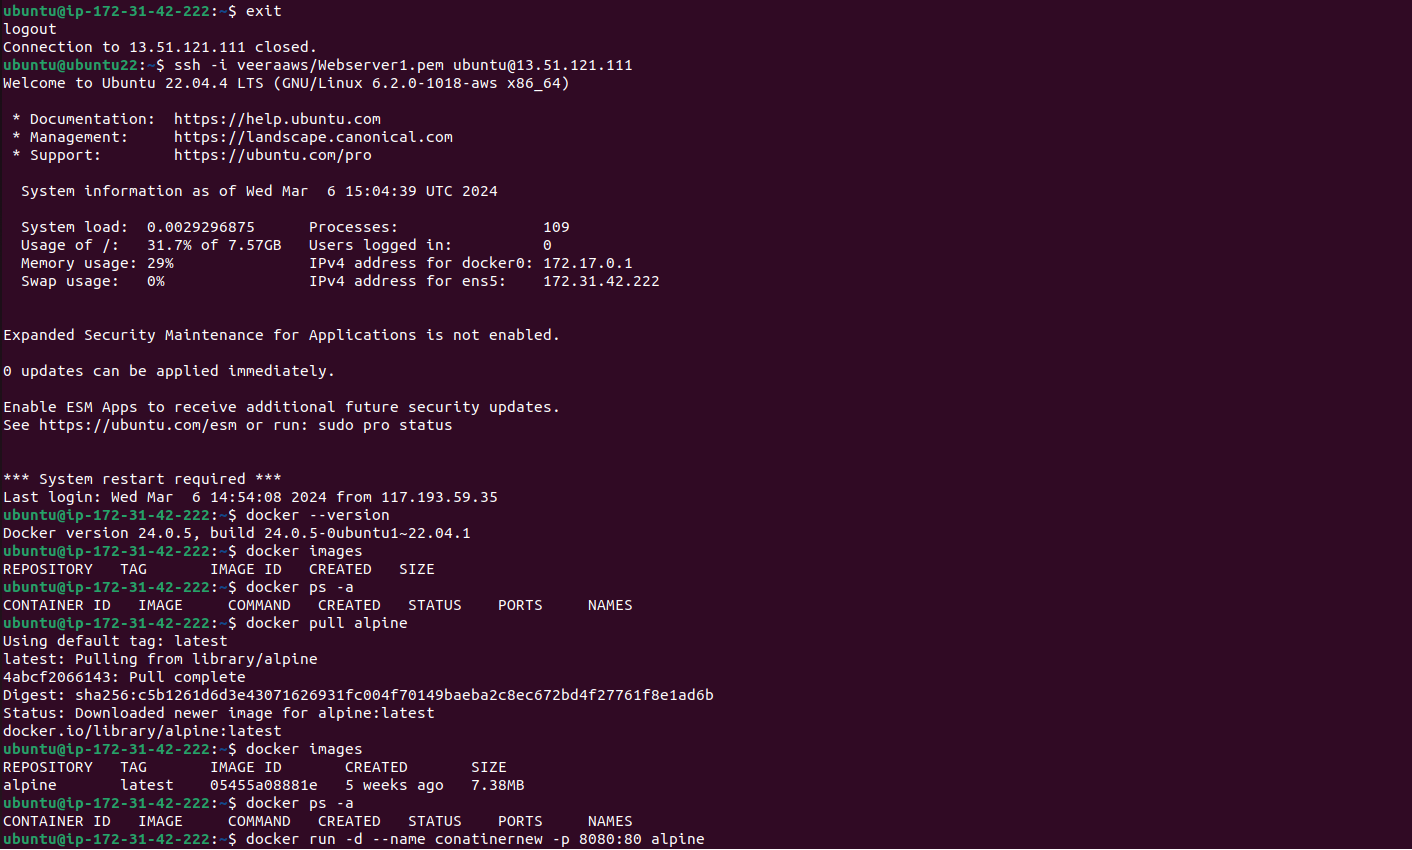 ubuntu@ip-172-31-42-222:~$ exit
logout
Connection to 13.51.121.111 closed.
ubuntu@ubuntu22:~$ ssh -i veeraaws/Webserver1.pem ubuntu@13.51.121.111
Welcome to Ubuntu 22.04.4 LTS (GNU/Linux 6.2.0-1018-aws x86_64)
* Documentation:  https://help.ubuntu.com
* Management:     https://landscape.canonical.com
* Support:        https://ubuntu.com/pro
System information as of Wed Mar  6 15:04:39 UTC 2024
System load:  0.0029296875      Processes:                109
Usage of /:   31.7% of 7.57GB   Users logged in:          0
Memory usage: 29%               IPv4 address for docker0: 172.17.0.1
Swap usage:   0%                IPv4 address for ens5:    172.31.42.222
Expanded Security Maintenance for Applications is not enabled.
0 updates can be applied immediately.
Enable ESM Apps to receive additional future security updates.
See https://ubuntu.com/esm or run: sudo pro status
*** System restart required ***
Last login: Wed Mar  6 14:54:08 2024 from 117.193.59.35
ubuntu@ip-172-31-42-222:~$ docker --version
Docker version 24.0.5, build 24.0.5-0ubuntu1~22.04.1
ubuntu@ip-172-31-42-222:~$ docker images
REPOSITORY   TAG       IMAGE ID   CREATED   SIZE
ubuntu@ip-172-31-42-222:~$ docker ps -a
CONTAINER ID   IMAGE     COMMAND   CREATED   STATUS    PORTS     NAMES
ubuntu@ip-172-31-42-222:~$ docker pull alpine
Using default tag: latest
latest: Pulling from library/alpine
4abcf2066143: Pull complete
Digest: sha256:c5b1261d6d3e43071626931fc004f70149baeba2c8ec672bd4f27761f8e1ad6b
Status: Downloaded newer image for alpine:latest
docker.io/library/alpine:latest
ubuntu@ip-172-31-42-222:~$ docker images
REPOSITORY   TAG       IMAGE ID       CREATED       SIZE
alpine       latest    05455a08881e   5 weeks ago   7.38MB
ubuntu@ip-172-31-42-222:~$ docker ps -a
CONTAINER ID   IMAGE     COMMAND   CREATED   STATUS    PORTS     NAMES
ubuntu@ip-172-31-42-222:~$ docker run -d --name conatinernew -p 8080:80 alpine